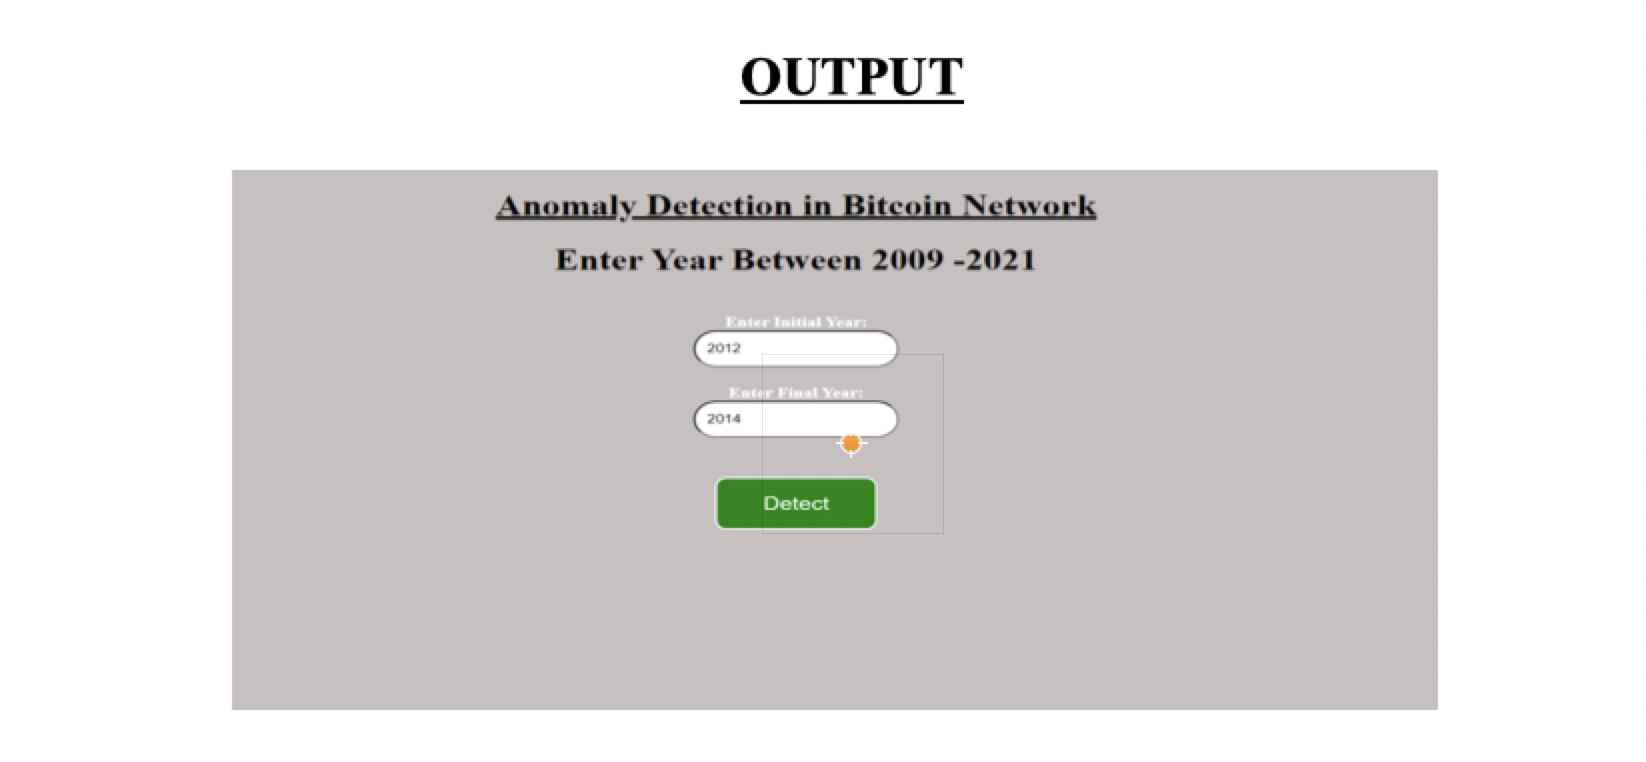 OUTPUT
Anomaly Detection in Bitcoin Network
Enter Year Between 2009 -2021
Enter Initial Year:
2012
Enter Final Year:
2014
Detect